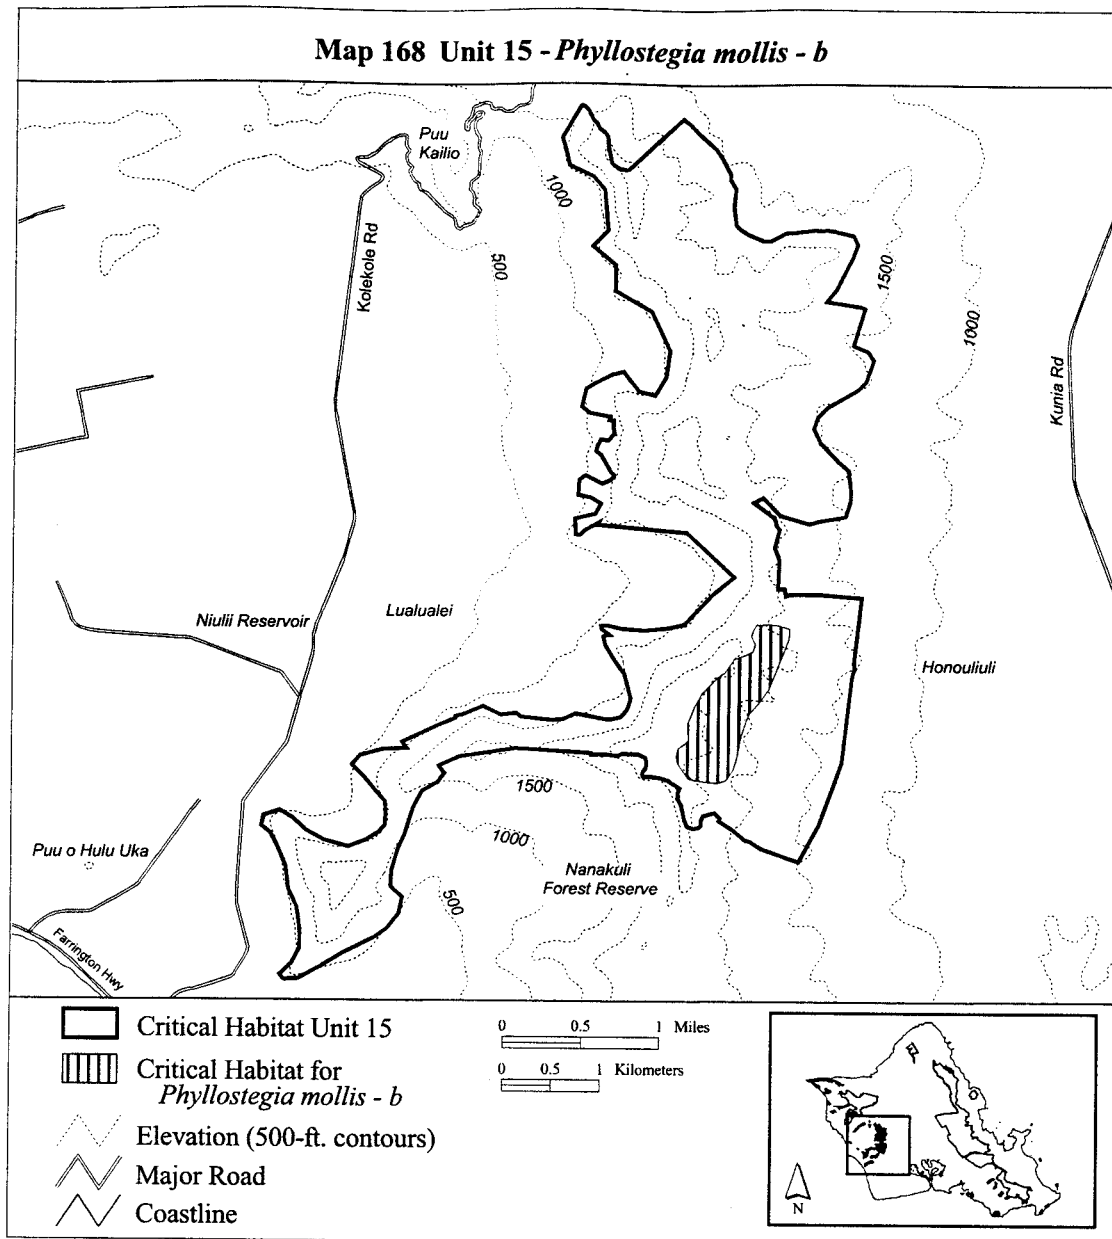 Map 168 Unit 15 - Phyllostegia mollis - b
Puu
Kailio
1000
500
Kolekole Rd
1500
1000
Kunia Rd
Niulii Reservoir
Lualualei
Honouliuli
1500
1000
Puu o Hulu Uka
Nanakuli
Forest Reserve
500
Farrington Hwy
Critical Habitat Unit 15
Critical Habitat for
Phyllostegia mollis - b
Elevation (500-ft. contours)
Major Road
Coastline
0 0.5 1 Miles
0 0.5 1 Kilometers
N